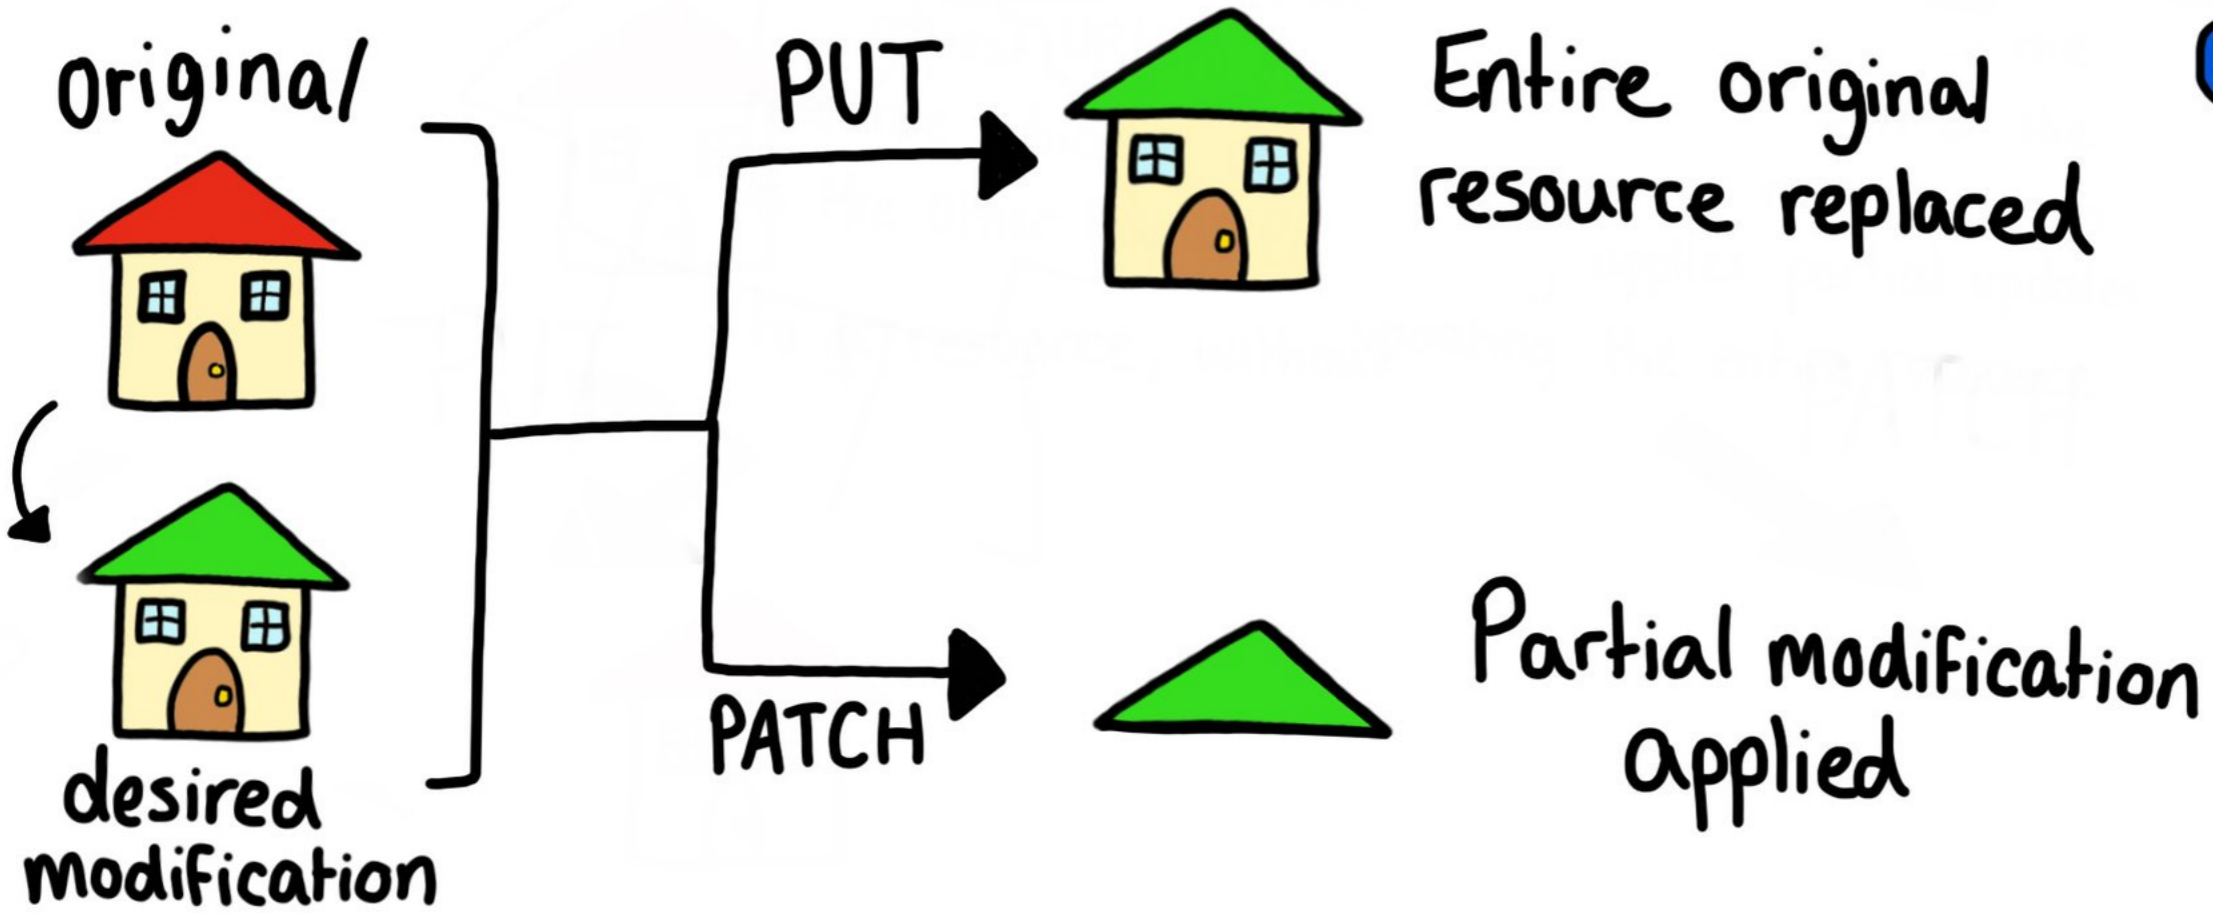 original
PUT
Entire original
resource replaced
desired
modification
PATCH
Partial modification
applied